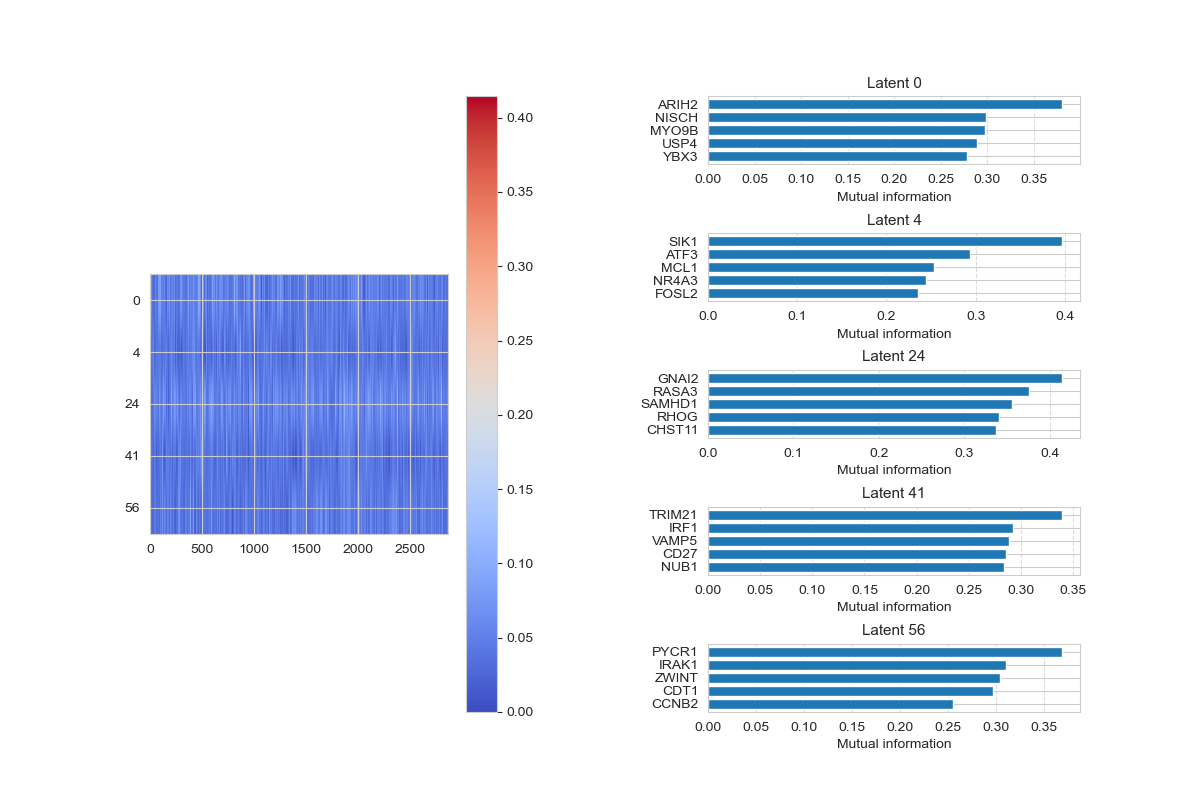 0
4
24
41
56
0 500 1000 1500 2000 2500
0.40
0.35
0.30
0.25
0.20
0.15
0.10
0.05
0.00
Latent 0
ARIH2
NISCH
MYO9B
USP4
YBX3
0.00 0.05 0.10 0.15 0.20 0.25 0.30 0.35
Mutual information
Latent 4
SIK1
ATF3
MCL1
NR4A3
FOSL2
0.0 0.1 0.2 0.3 0.4
Mutual information
Latent 24
GNAI2
RASA3
SAMHD1
RHOG
CHST11
0.0 0.1 0.2 0.3 0.4
Mutual information
Latent 41
TRIM21
IRF1
VAMP5
CD27
NUB1
0.00 0.05 0.10 0.15 0.20 0.25 0.30 0.35
Mutual information
Latent 56
PYCR1
IRAK1
ZWINT
CDT1
CCNB2
0.00 0.05 0.10 0.15 0.20 0.25 0.30 0.35
Mutual information